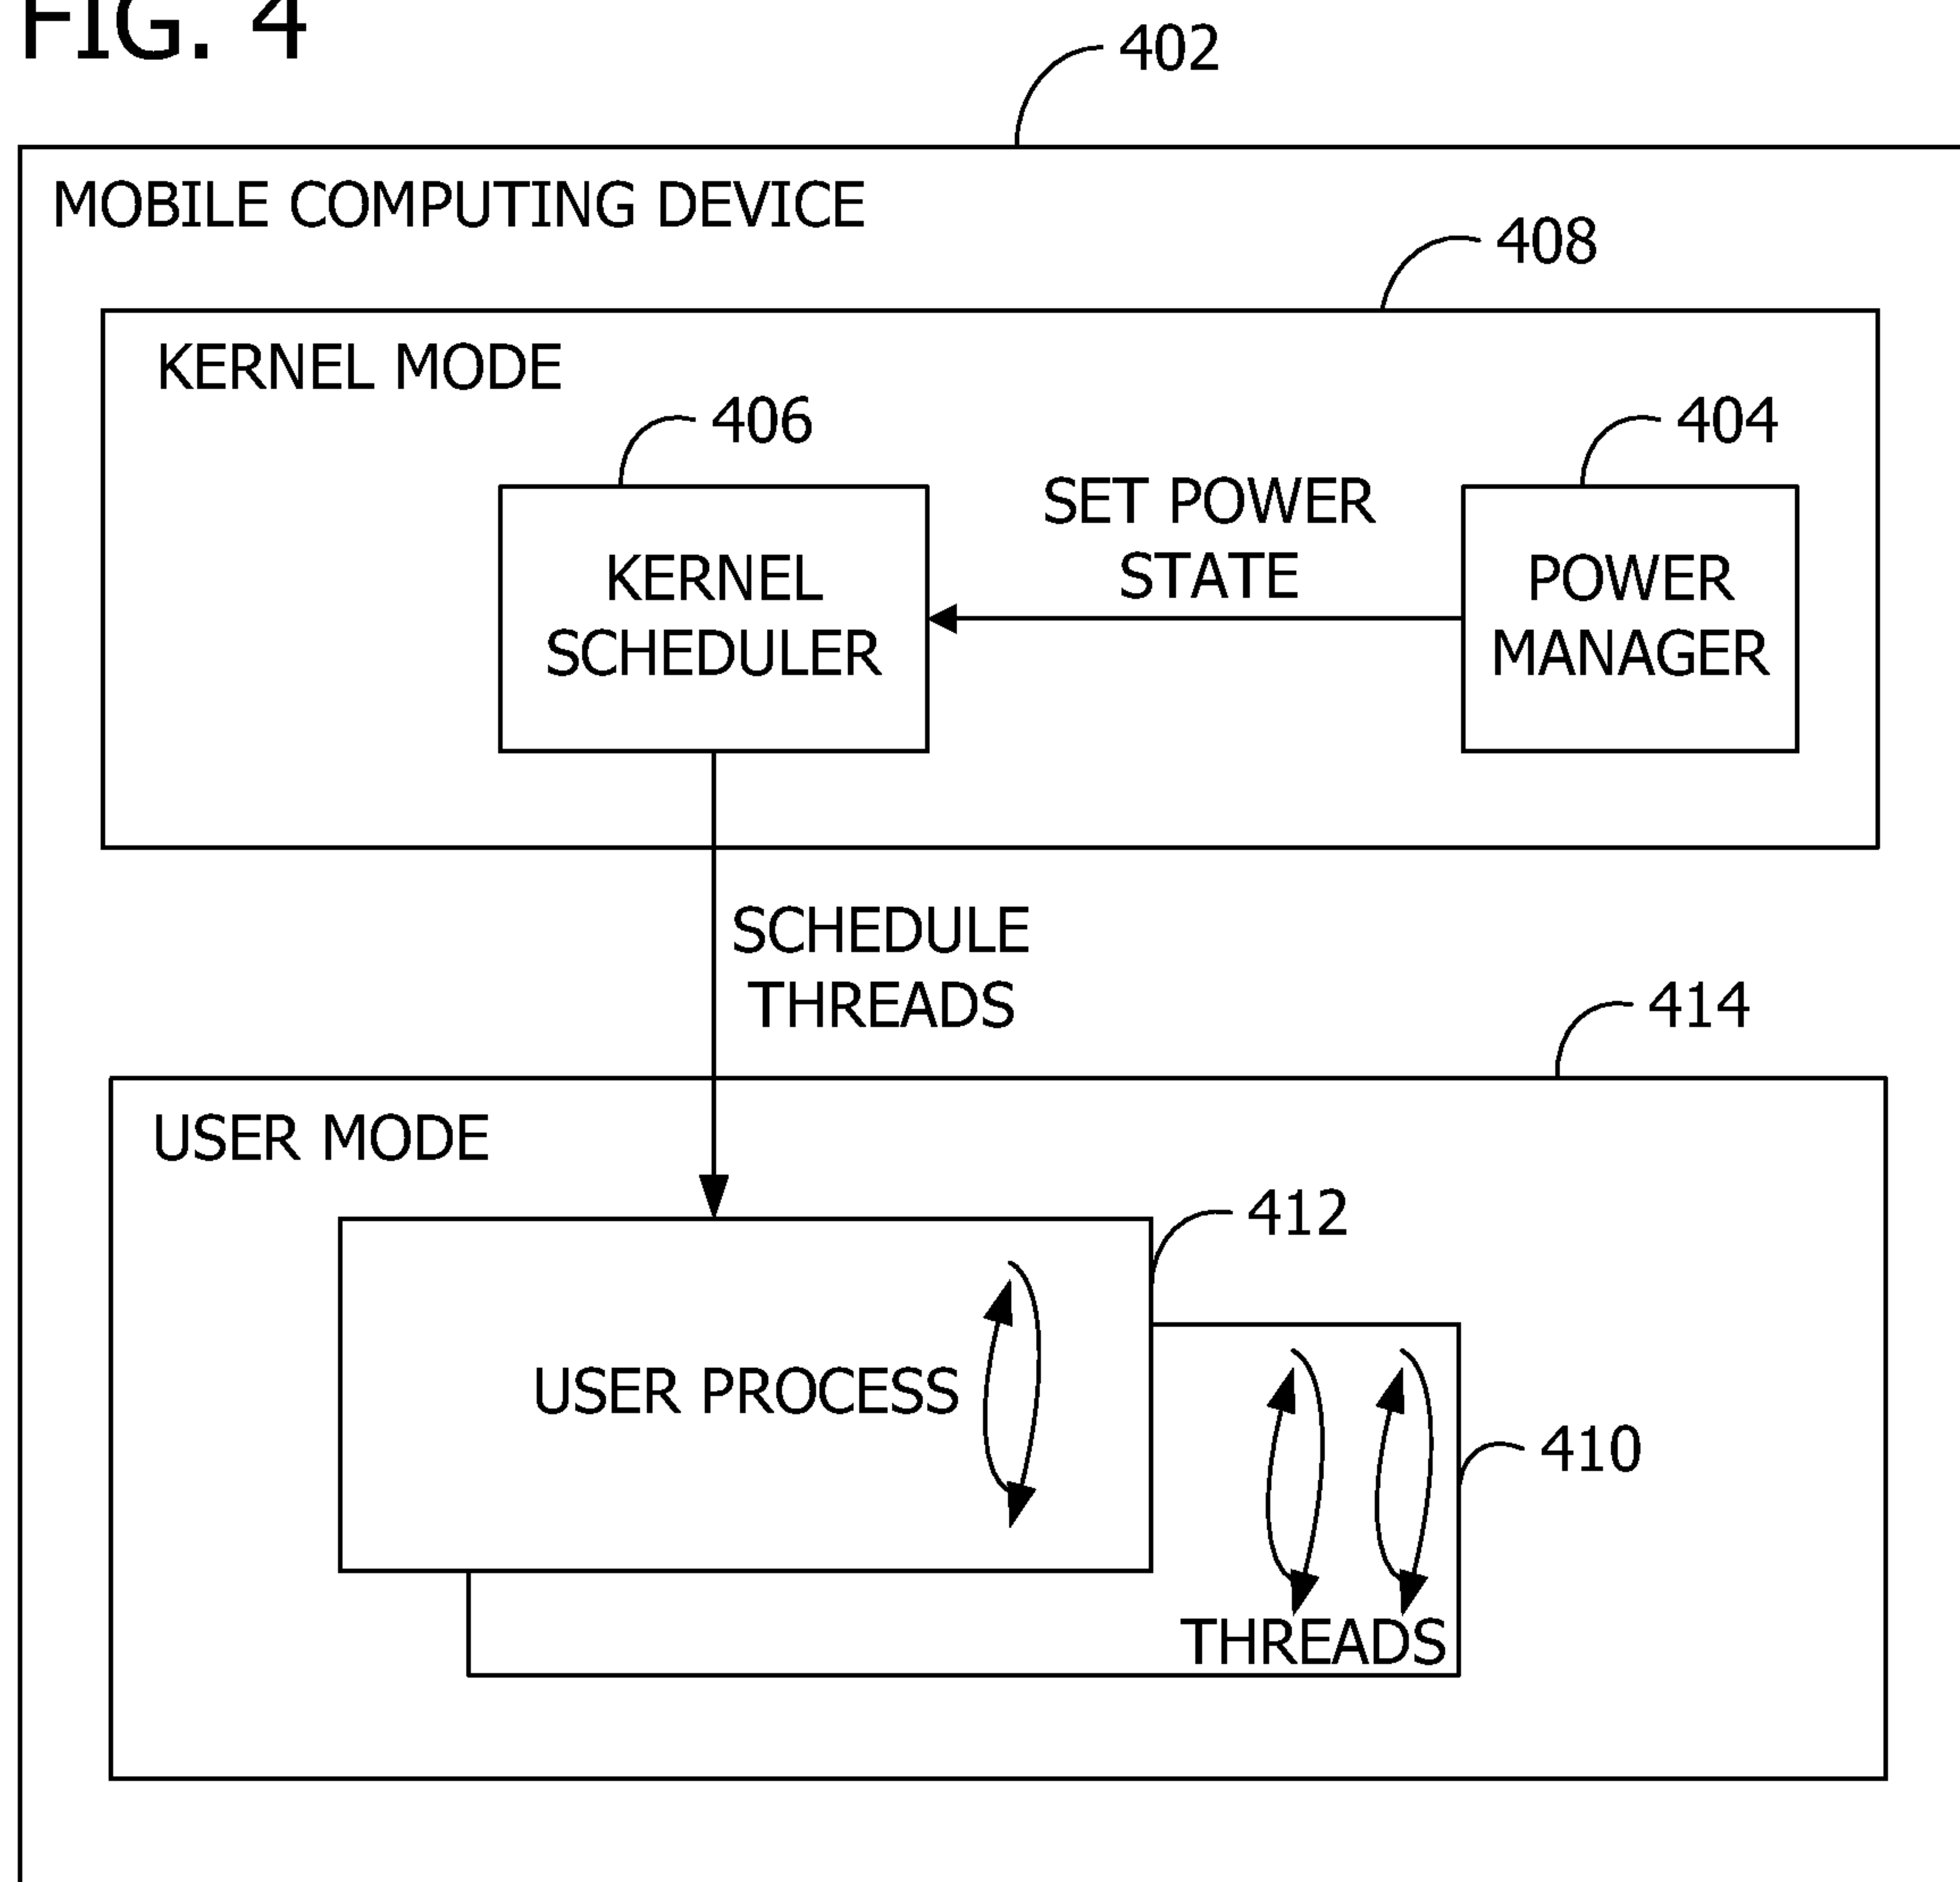 FIG. 4
402
MOBILE COMPUTING DEVICE
408
KERNEL MODE
406
404
SET POWER
STATE
KERNEL
SCHEDULER
POWER
MANAGER
SCHEDULE
THREADS
414
USER MODE
412
USER PROCESS
410
THREADS